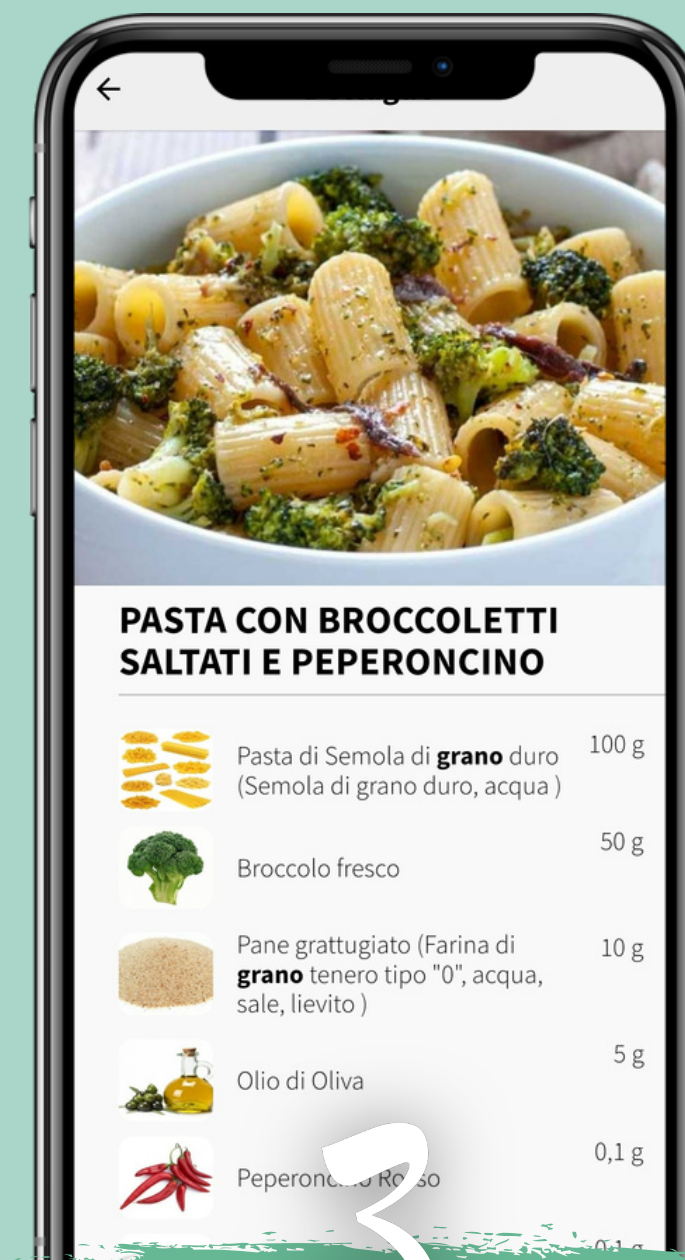 PASTA CON BROCCOLETTI
SALTATI E PEPERONCINO
Pasta di Semola di grano duro 100 g
(Semola di grano duro, acqua )
Broccolo fresco 50 g
Pane grattugiato (Farina di 10 g
grano tenero tipo "0", acqua,
sale, lievito )
Olio di Oliva 5 g
Peperoncino Rosso 0,1 g
3